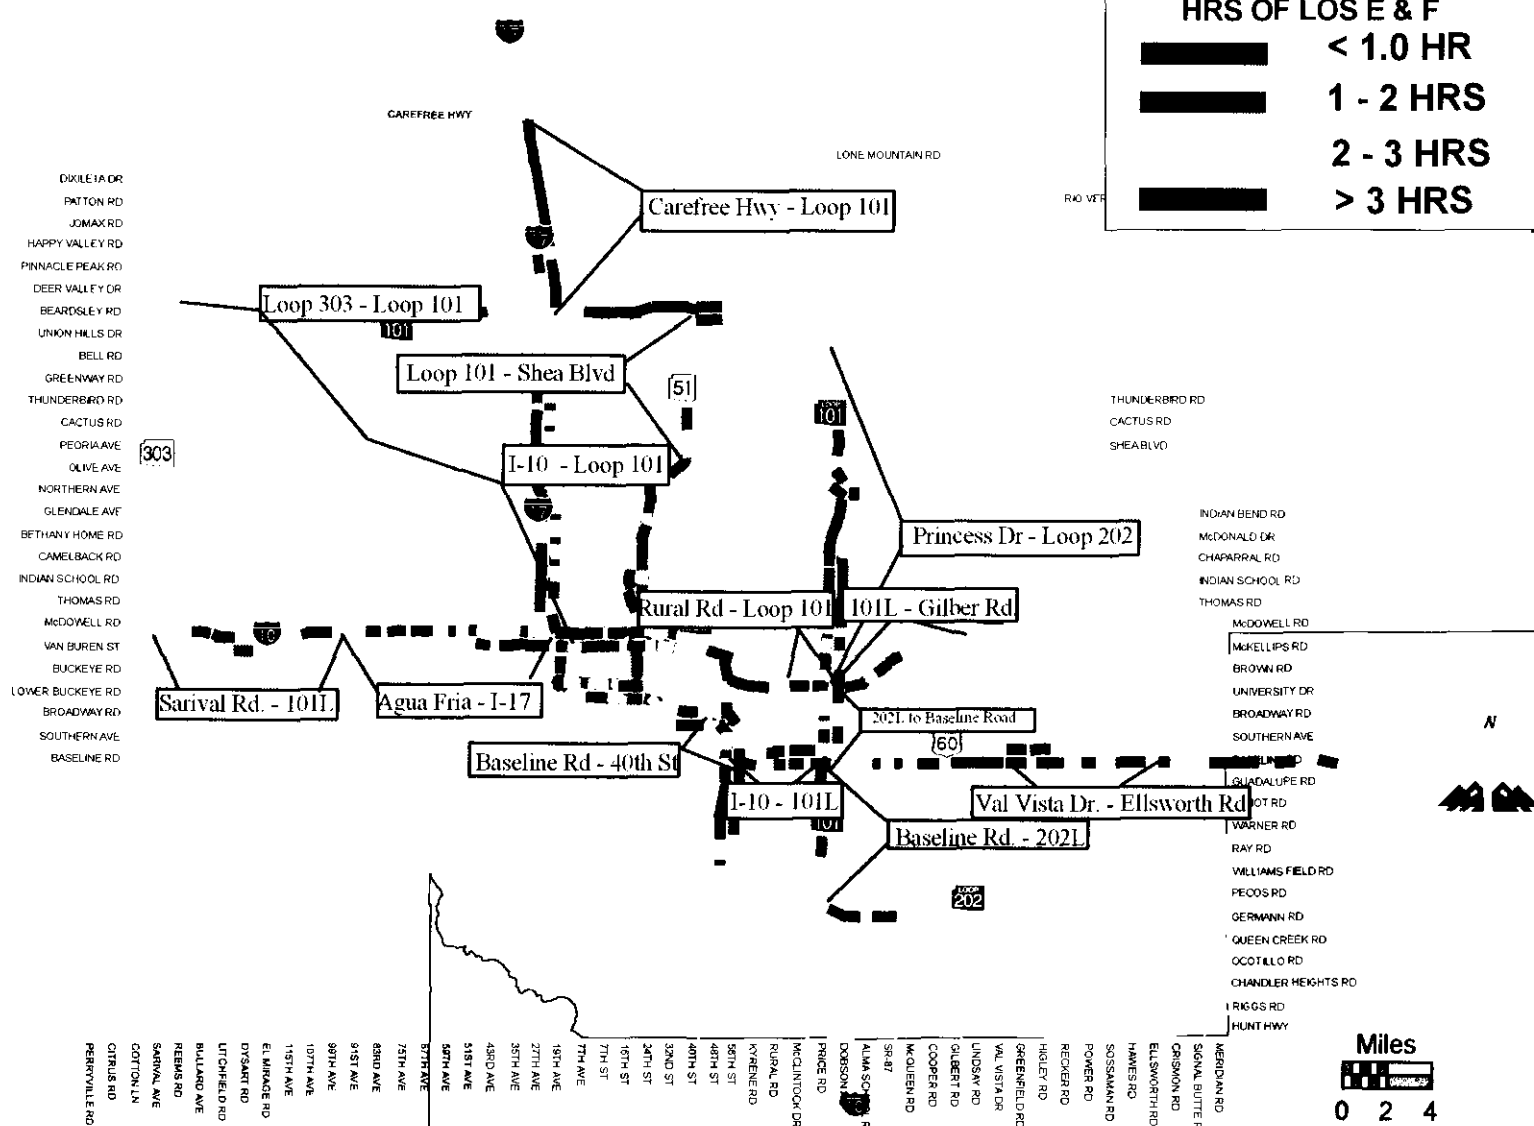 HRS OF LOS E & F
< 1.0 HR
1 - 2 HRS
2 - 3 HRS
> 3 HRS
CAREFREE HWY
LONE MOUNTAIN RD
RIO VER
DIXILETA DR
PATTON RD
JOMAX RD
HAPPY VALLEY RD
PINNACLE PEAK RD
DEER VALLEY DR
BEARDSLEY RD
UNION HILLS DR
BELL RD
GREENWAY RD
THUNDERBIRD RD
CACTUS RD
PEORIA AVE
OLIVE AVE
NORTHERN AVE
GLENDALE AVE
BETHANY HOME RD
CAMELBACK RD
INDIAN SCHOOL RD
THOMAS RD
McDOWELL RD
VAN BUREN ST
BUCKEYE RD
LOWER BUCKEYE RD
BROADWAY RD
SOUTHERN AVE
BASELINE RD
303
Carefree Hwy - Loop 101
Loop 303 - Loop 101
101
Loop 101 - Shea Blvd
51
101
I-10 - Loop 101
Princess Dr - Loop 202
Rural Rd - Loop 101
101L - Gilber Rd.
10
Sarival Rd. - 101L
Agua Fria - I-17
202L to Baseline Road
60
Baseline Rd - 40th St
I-10 - 101L
101
Val Vista Dr. - Ellsworth Rd
Baseline Rd. - 202L
LOOP
202
THUNDERBIRD RD
CACTUS RD
SHEA BLVD
INDIAN BEND RD
McDONALD DR
CHAPARRAL RD
INDIAN SCHOOL RD
THOMAS RD
McDOWELL RD
McKELLIPS RD
BROWN RD
UNIVERSITY DR
BROADWAY RD
SOUTHERN AVE
GUADALUPE RD
WARNER RD
RAY RD
WILLIAMS FIELD RD
PECOS RD
GERMANN RD
QUEEN CREEK RD
OCOTILLO RD
CHANDLER HEIGHTS RD
RIGGS RD
HUNT HWY
N
PERRYVILLE RD
CITRUS RD
COTTON LN
SARIVAL AVE
REEMS RD
BULLARD AVE
LITCHFIELD RD
DYSART RD
EL MIRAGE RD
115TH AVE
107TH AVE
99TH AVE
91ST AVE
83RD AVE
75TH AVE
67TH AVE
59TH AVE
51ST AVE
43RD AVE
35TH AVE
27TH AVE
19TH AVE
7TH AVE
7TH ST
16TH ST
24TH ST
32ND ST
40TH ST
48TH ST
56TH ST
KYRENE RD
RURAL RD
McCLINTOCK DR
PRICE RD
DOBSON
ALMA SCHOOL R
SR-87
McQUEEN RD
COOPER RD
GILBERT RD
LINDSAY RD
VAL VISTA DR
GREENFIELD RD
HIGLEY RD
RECKER RD
POWER RD
SOSSAMAN RD
HAWES RD
ELLSWORTH RD
CRISMON RD
SIGNAL BUTTE R
MERIDIAN RD
Miles
0 2 4